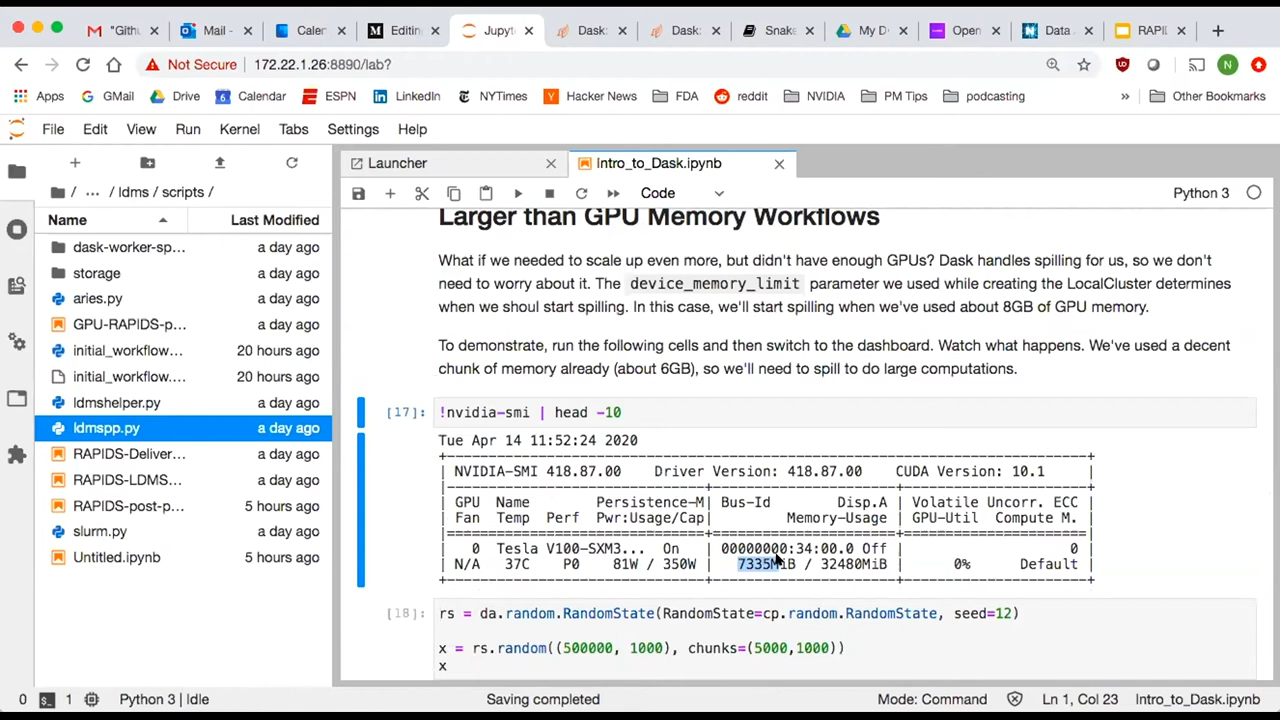 "Githu
Mail -
Caler
Editin
Jupyt
Dask:
Dask:
Snake
My D
Open
Data
RAPID
Not Secure
172.22.1.26:8890/lab?
N
Apps
GMail
Drive
6
Calendar
ESPN
LinkedIn
NYTimes
Hacker News
FDA
reddit
NVIDIA
PM Tips
podcasting
»
Other Bookmarks
File Edit View Run Kernel Tabs Settings Help
Launcher
Intro_to_Dask.ipynb
/ ... / ldms / scripts /
Code
Python 3
Name
Last Modified
dask-worker-sp... a day ago
storage a day ago
aries.py a day ago
GPU-RAPIDS-p... a day ago
initial_workflow... 20 hours ago
initial_workflow.... 20 hours ago
ldmshelper.py a day ago
ldmspp.py a day ago
RAPIDS-Deliver... a day ago
RAPIDS-LDMS... a day ago
RAPIDS-post-p... 5 hours ago
slurm.py a day ago
Untitled.ipynb 5 hours ago
Larger than GPU Memory Workflows
What if we needed to scale up even more, but didn't have enough GPUs? Dask handles spilling for us, so we don't
need to worry about it. The device_memory_limit parameter we used while creating the LocalCluster determines
when we shoul start spilling. In this case, we'll start spilling when we've used about 8GB of GPU memory.
To demonstrate, run the following cells and then switch to the dashboard. Watch what happens. We've used a decent
chunk of memory already (about 6GB), so we'll need to spill to do large computations.
[17]: !nvidia-smi | head -10
Tue Apr 14 11:52:24 2020
+-----------------------------------------------------------------------------+
| NVIDIA-SMI 418.87.00    Driver Version: 418.87.00    CUDA Version: 10.1     |
|-------------------------------+----------------------+----------------------+
| GPU  Name        Persistence-M| Bus-Id        Disp.A | Volatile Uncorr. ECC |
| Fan  Temp  Perf  Pwr:Usage/Cap|         Memory-Usage | GPU-Util  Compute M. |
|===============================+======================+======================|
|   0  Tesla V100-SXM3...  On   | 00000000:34:00.0 Off |                    0 |
| N/A   37C    P0    81W / 350W |   7335MiB / 32480MiB |      0%      Default |
+-------------------------------+----------------------+----------------------+
[18]: rs = da.random.RandomState(RandomState=cp.random.RandomState, seed=12)
x = rs.random((500000, 1000), chunks=(5000,1000))
x
0
1
Python 3 | Idle
Saving completed
Mode: Command
Ln 1, Col 23
Intro_to_Dask.ipynb